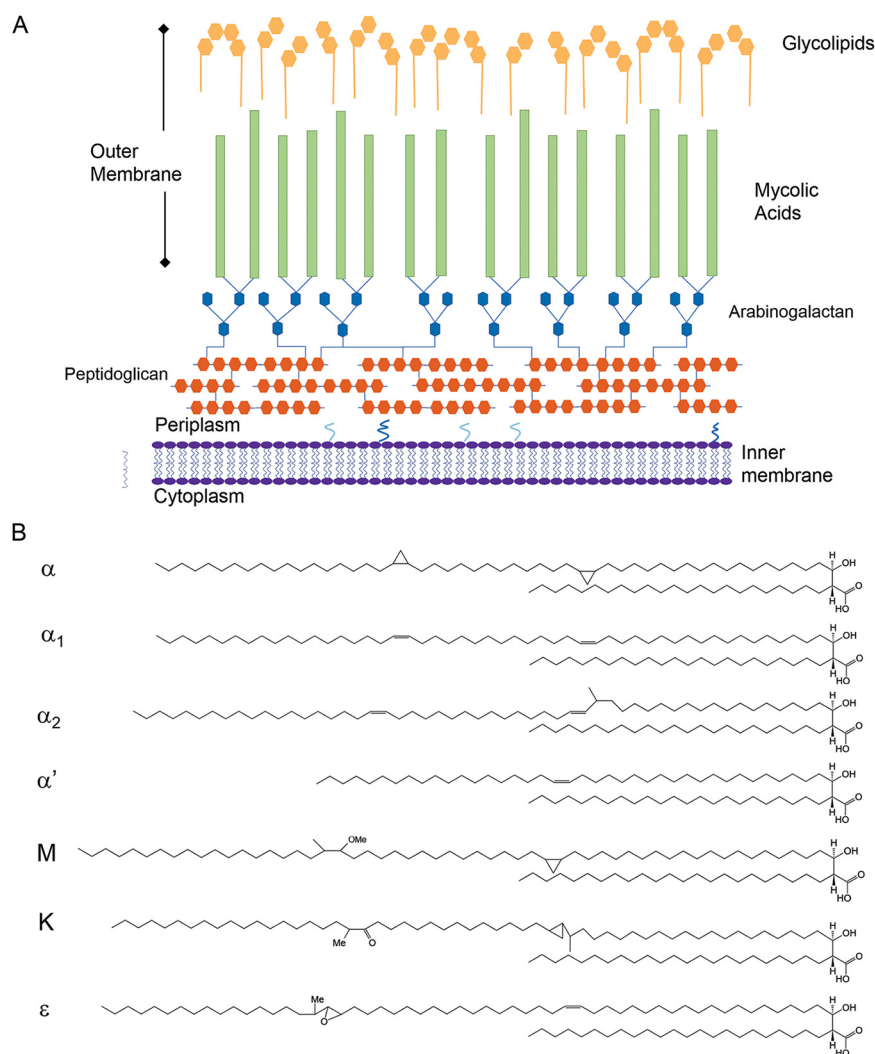 A
Glycolipids
Outer
Membrane
Mycolic
Acids
Arabinogalactan
Peptidoglican
Periplasm
Inner
membrane
Cytoplasm
B
α
H
OH
O
H
HO
α1
H
OH
O
H
HO
α2
H
OH
O
H
HO
α’
H
OH
O
H
HO
M
OMe
H
OH
O
H
HO
K
Me
O
H
OH
O
H
HO
ε
Me
O
H
OH
O
H
HO